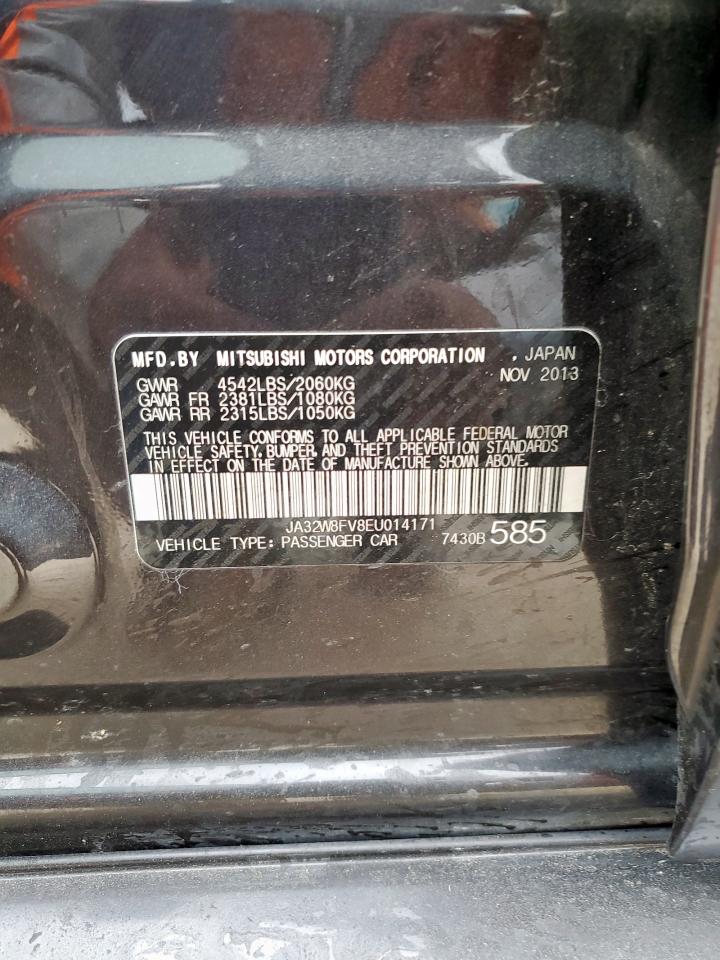 MFD.BY MITSUBISHI MOTORS CORPORATION , JAPAN
NOV 2013
GVWR 4542LBS/2060KG
GAWR FR 2381LBS/1080KG
GAWR RR 2315LBS/1050KG
THIS VEHICLE CONFORMS TO ALL APPLICABLE FEDERAL MOTOR
VEHICLE SAFETY, BUMPER, AND THEFT PREVENTION STANDARDS
IN EFFECT ON THE DATE OF MANUFACTURE SHOWN ABOVE.
JA32W8FV8EU014171
VEHICLE TYPE: PASSENGER CAR 7430B 585